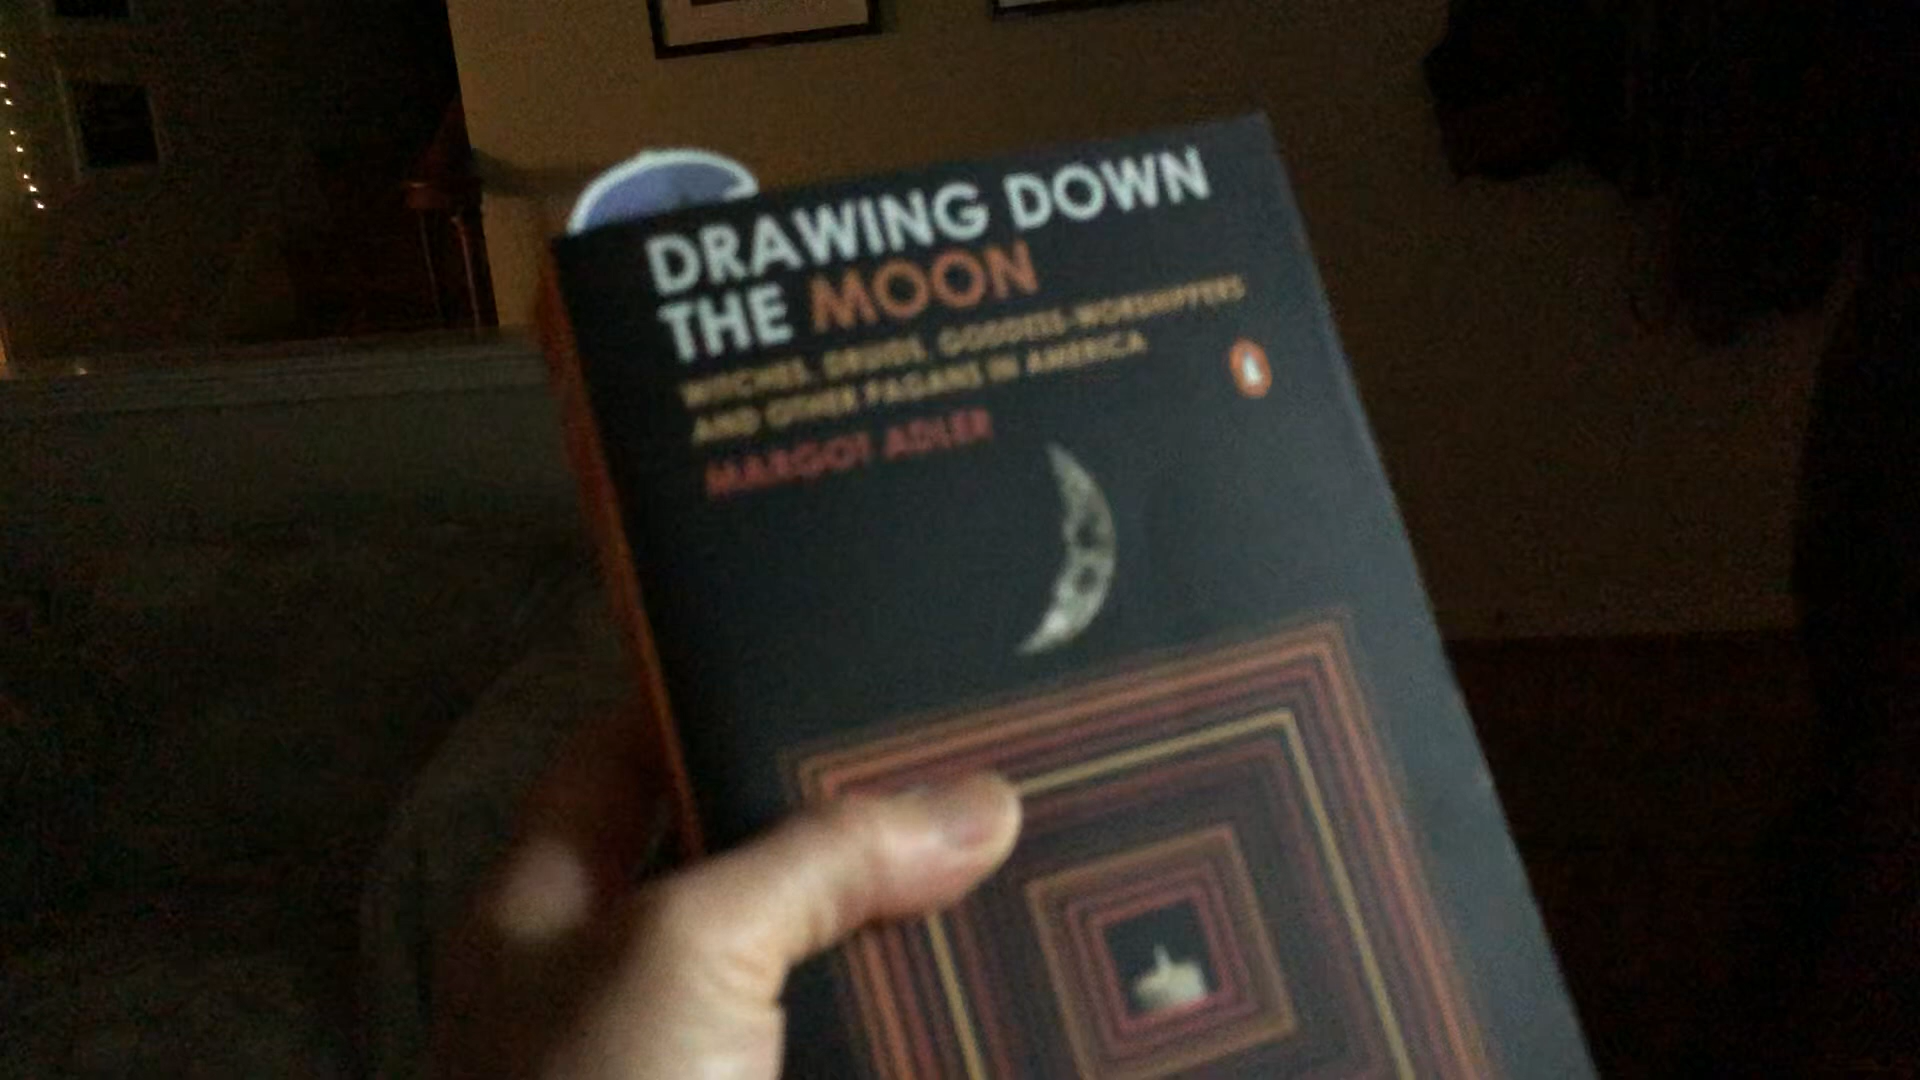 DRAWING DOWN
THE MOON
WITCHES, DRUIDS, GODDESS-WORSHIPPERS
AND OTHER PAGANS IN AMERICA
MARGOT ADLER